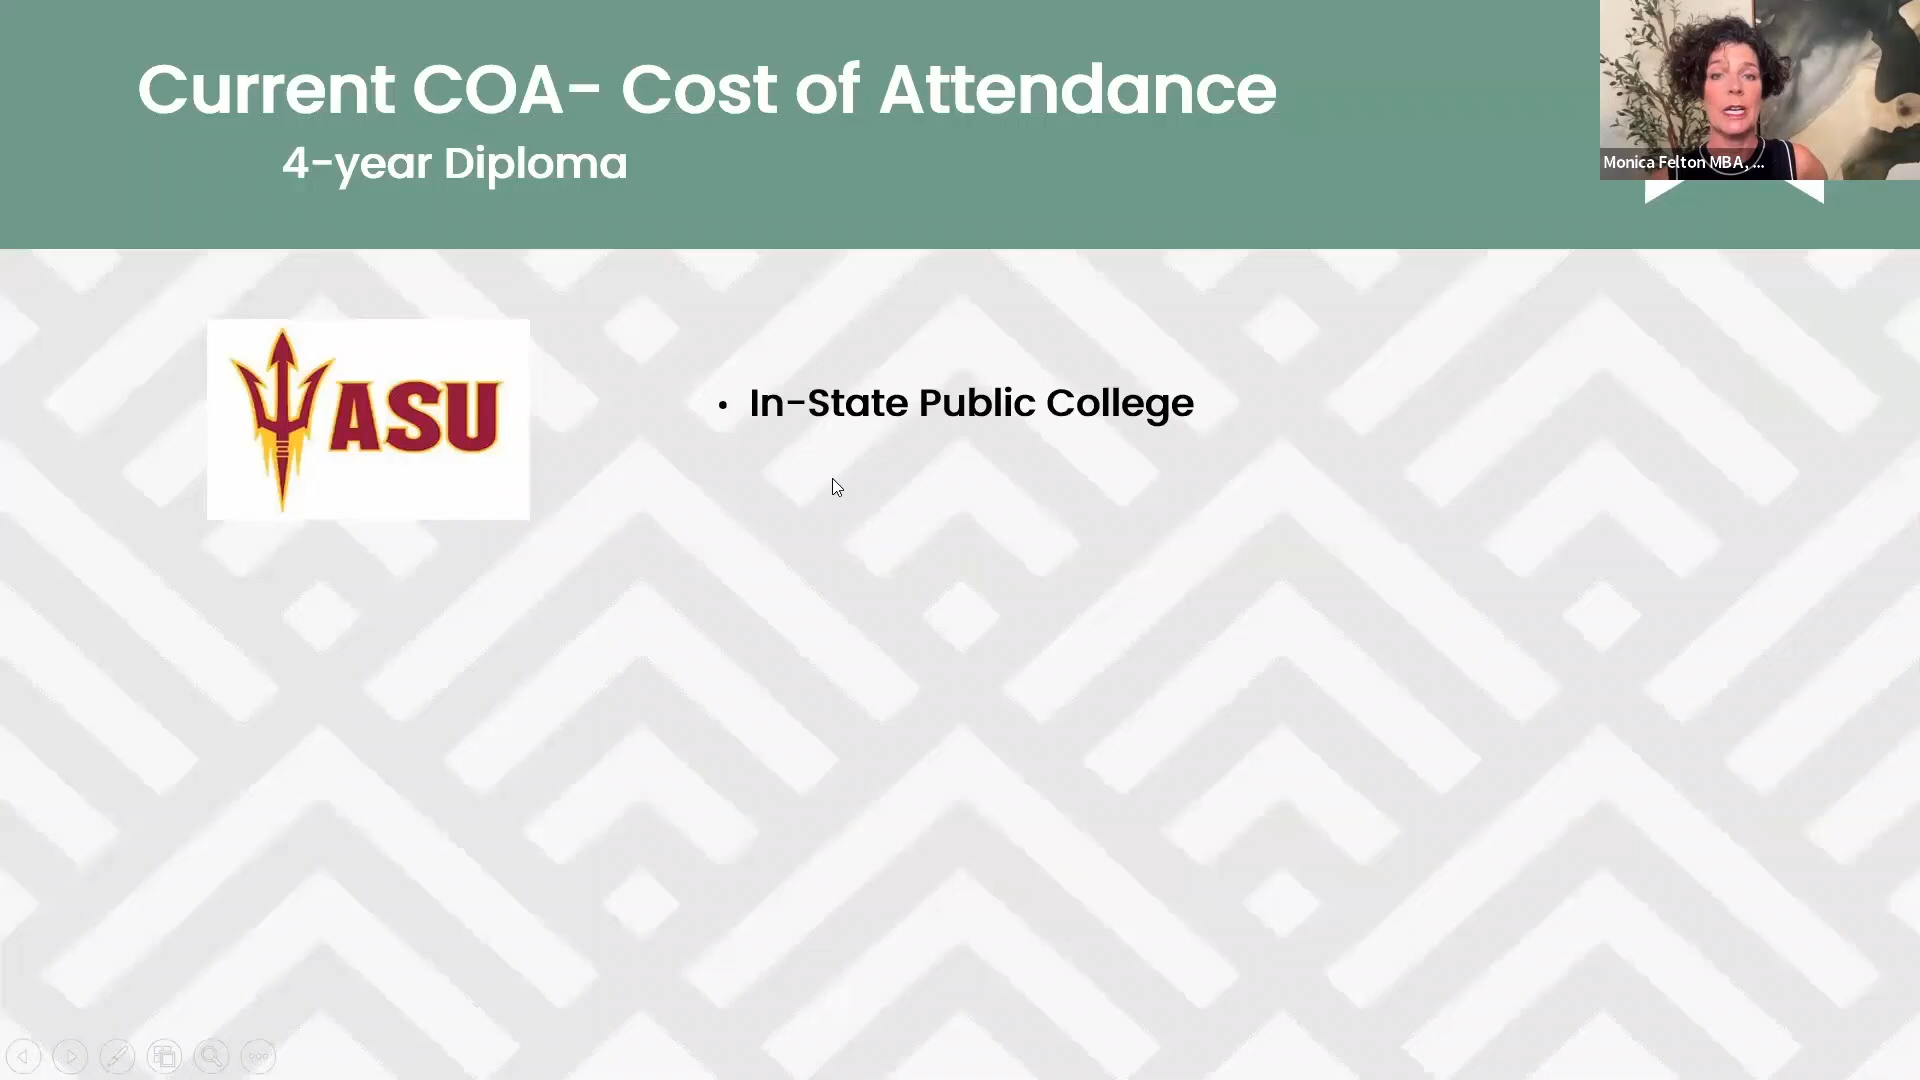 Current COA- Cost of Attendance
4-year Diploma
Monica Felton MBA, ...
ASU
• In-State Public College